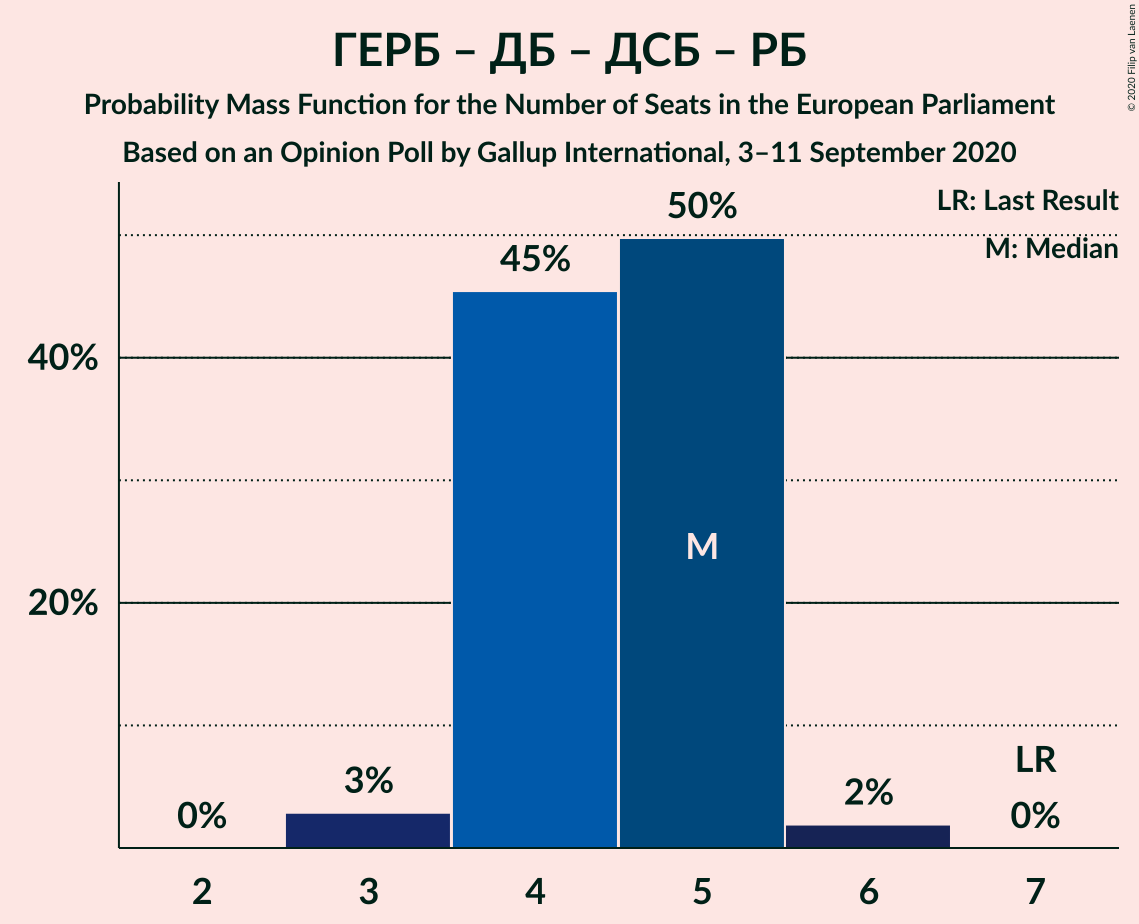 ГЕРБ – ДБ – ДСБ – РБ
Probability Mass Function for the Number of Seats in the European Parliament
Based on an Opinion Poll by Gallup International, 3–11 September 2020
© 2020 Filip van Laenen
LR: Last Result
M: Median
50%
45%
40%
M
20%
LR
3%
2%
0%
0%
2 3 4 5 6 7